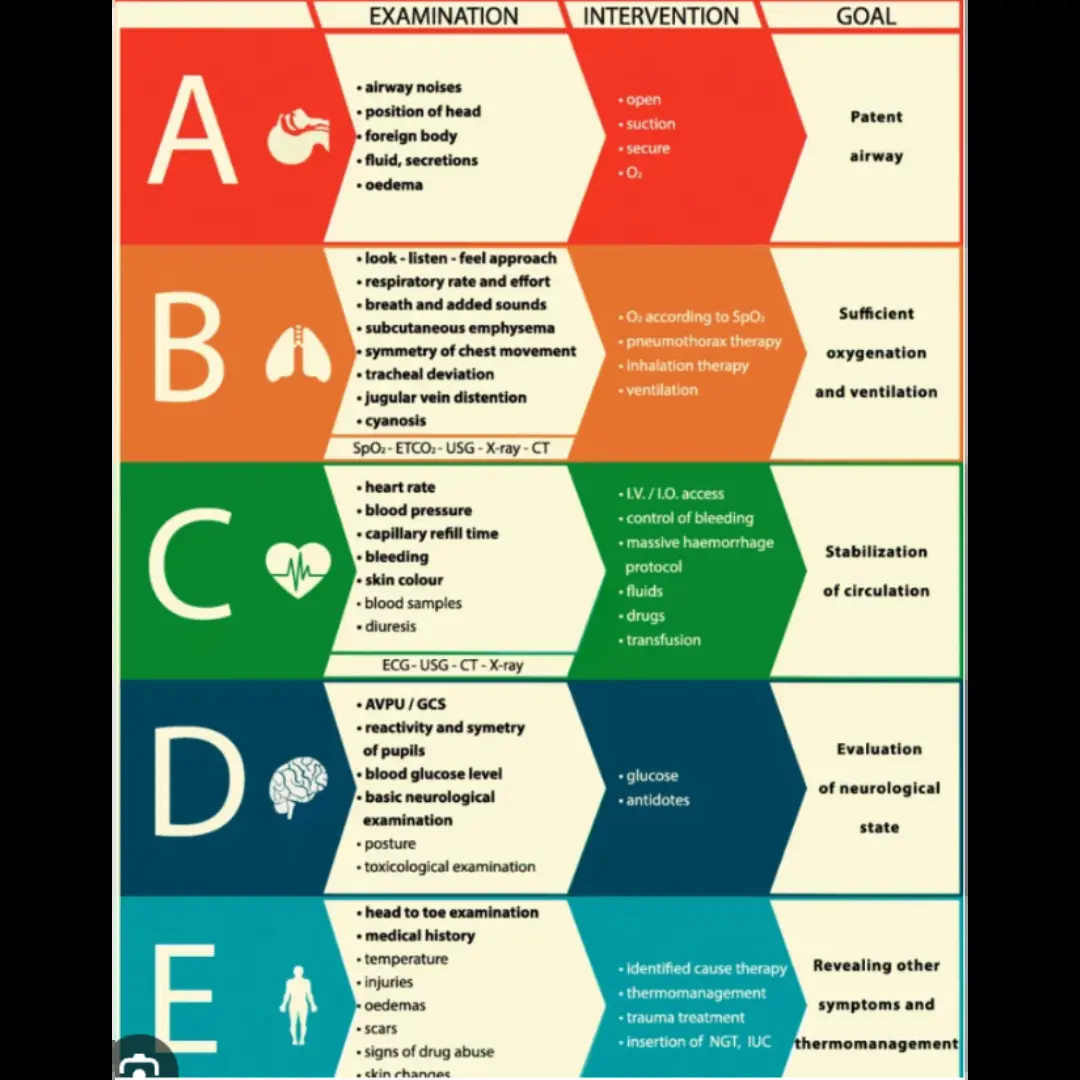 EXAMINATION INTERVENTION GOAL
A
• airway noises
• position of head
• foreign body
• fluid, secretions
• oedema
• open
• suction
• secure
• O₂
Patent
airway
B
• look - listen - feel approach
• respiratory rate and effort
• breath and added sounds
• subcutaneous emphysema
• symmetry of chest movement
• tracheal deviation
• jugular vein distention
• cyanosis
SpO₂ - ETCO₂ - USG - X-ray - CT
• O₂ according to SpO₂
• pneumothorax therapy
• inhalation therapy
• ventilation
Sufficient
oxygenation
and ventilation
C
• heart rate
• blood pressure
• capillary refill time
• bleeding
• skin colour
• blood samples
• diuresis
ECG - USG - CT - X-ray
• I.V. / I.O. access
• control of bleeding
• massive haemorrhage
protocol
• fluids
• drugs
• transfusion
Stabilization
of circulation
D
• AVPU / GCS
• reactivity and symetry
of pupils
• blood glucose level
• basic neurological
examination
• posture
• toxicological examination
• glucose
• antidotes
Evaluation
of neurological
state
E
• head to toe examination
• medical history
• temperature
• injuries
• oedemas
• scars
• signs of drug abuse
• skin changes
• identified cause therapy
• thermomanagement
• trauma treatment
• insertion of NGT, IUC
Revealing other
symptoms and
thermomanagement